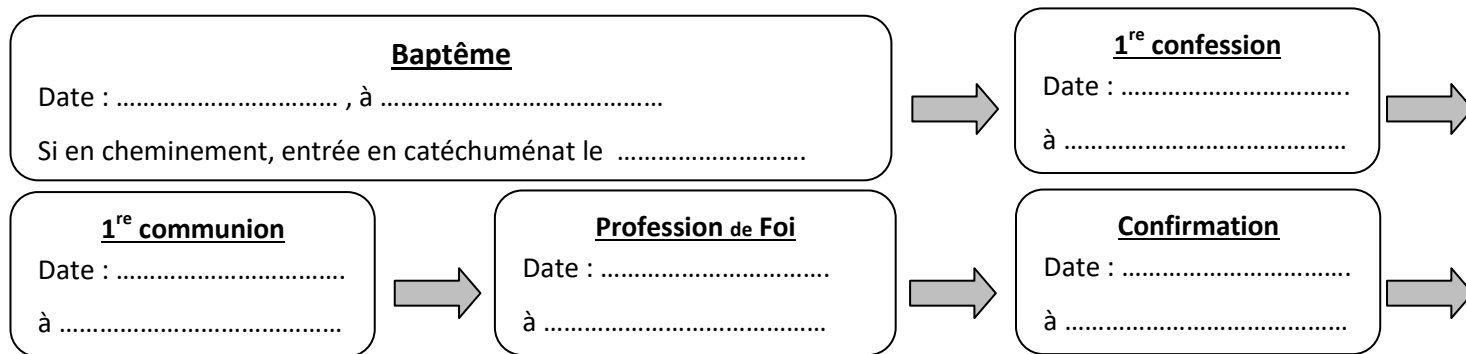 Baptême
Date : …………………………… , à ……………………………………
Si en cheminement, entrée en catéchuménat le ……………………….
1re confession
Date : …………………………….
à ……………………………………
1re communion
Date : …………………………….
à ……………………………………
Profession de Foi
Date : …………………………….
à ……………………………………
Confirmation
Date : …………………………….
à ……………………………………